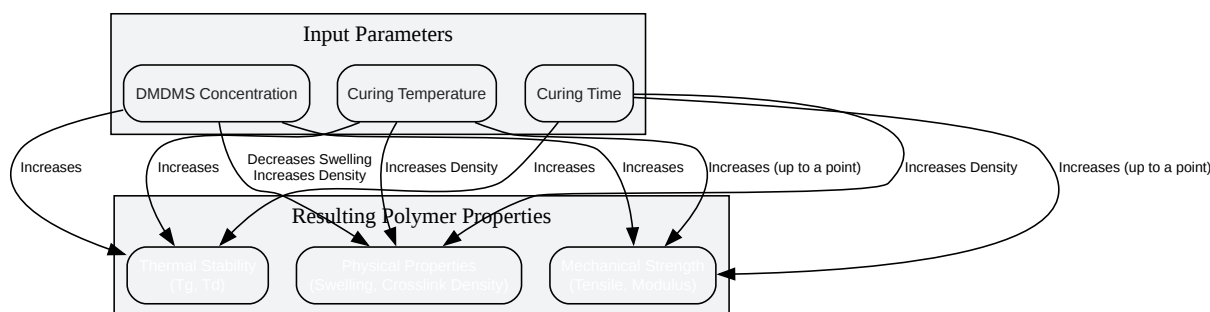 Input Parameters
DMDMS Concentration
Curing Temperature
Curing Time
Increases
Increases
Decreases Swelling
Increases Density
Increases Density
Increases
Increases
Increases (up to a point)
Increases Density
Increases (up to a point)
Resulting Polymer Properties
Thermal Stability
(Tg, Td)
Physical Properties
(Swelling, Crosslink Density)
Mechanical Strength
(Tensile, Modulus)